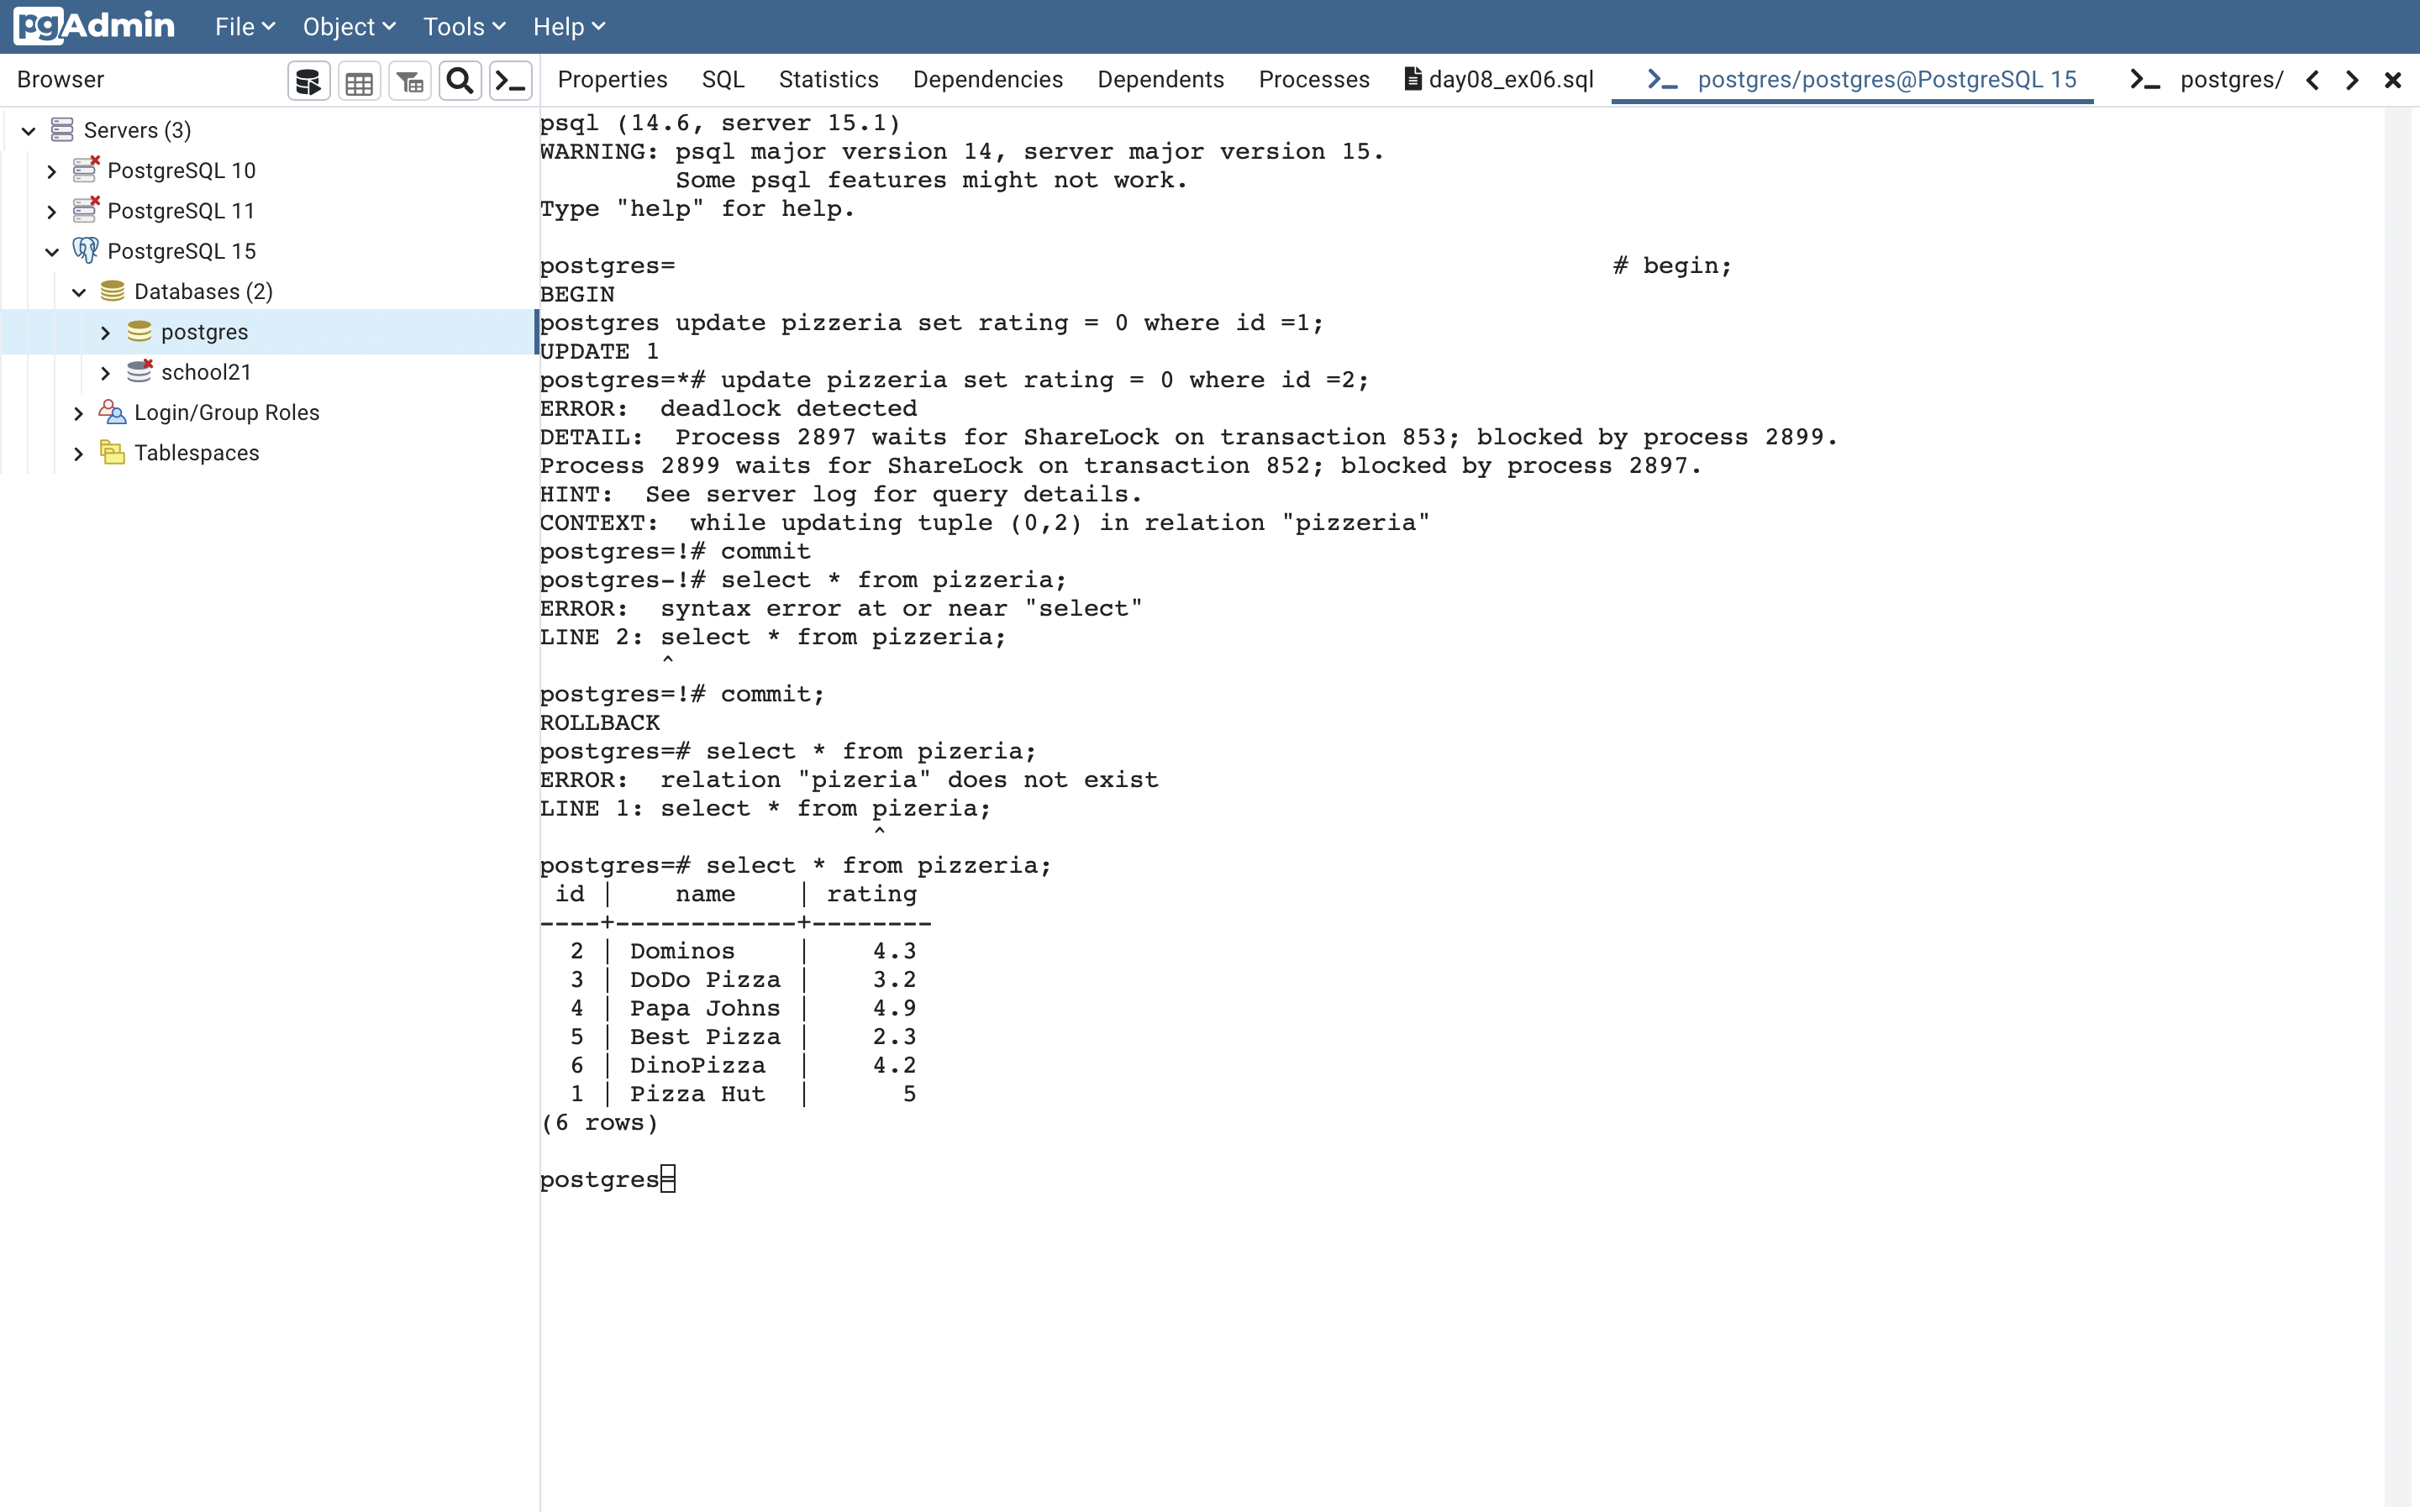 pgAdmin File Object Tools Help
Browser
Properties SQL Statistics Dependencies Dependents Processes day08_ex06.sql postgres/postgres@PostgreSQL 15 postgres/
Servers (3)
PostgreSQL 10
PostgreSQL 11
PostgreSQL 15
Databases (2)
postgres
school21
Login/Group Roles
Tablespaces
psql (14.6, server 15.1)
WARNING: psql major version 14, server major version 15.
         Some psql features might not work.
Type "help" for help.
postgres=                                                              # begin;
BEGIN
postgres update pizzeria set rating = 0 where id =1;
UPDATE 1
postgres=*# update pizzeria set rating = 0 where id =2;
ERROR:  deadlock detected
DETAIL:  Process 2897 waits for ShareLock on transaction 853; blocked by process 2899.
Process 2899 waits for ShareLock on transaction 852; blocked by process 2897.
HINT:  See server log for query details.
CONTEXT:  while updating tuple (0,2) in relation "pizzeria"
postgres=!# commit
postgres-!# select * from pizzeria;
ERROR:  syntax error at or near "select"
LINE 2: select * from pizzeria;
        ^
postgres=!# commit;
ROLLBACK
postgres=# select * from pizeria;
ERROR:  relation "pizeria" does not exist
LINE 1: select * from pizeria;
                      ^
postgres=# select * from pizzeria;
 id |    name    | rating
----+------------+--------
  2 | Dominos    |    4.3
  3 | DoDo Pizza |    3.2
  4 | Papa Johns |    4.9
  5 | Best Pizza |    2.3
  6 | DinoPizza  |    4.2
  1 | Pizza Hut  |      5
(6 rows)
postgres=